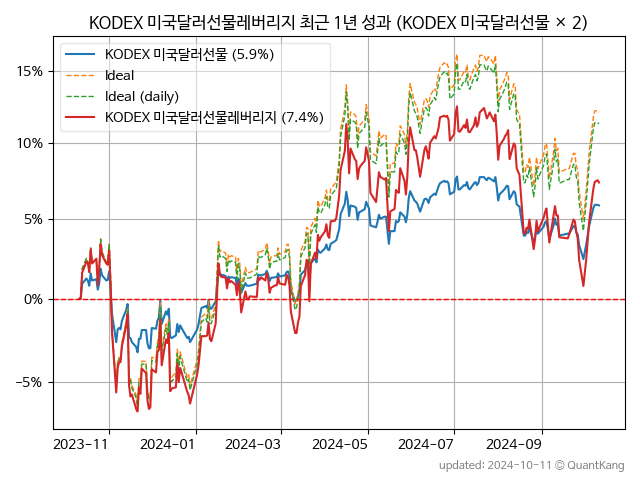 KODEX 미국달러선물레버리지 최근 1년 성과 (KODEX 미국달러선물 × 2)
KODEX 미국달러선물 (5.9%)
Ideal
Ideal (daily)
KODEX 미국달러선물레버리지 (7.4%)
15%
10%
5%
0%
−5%
2023-11
2024-01
2024-03
2024-05
2024-07
2024-09
updated: 2024-10-11 © QuantKang